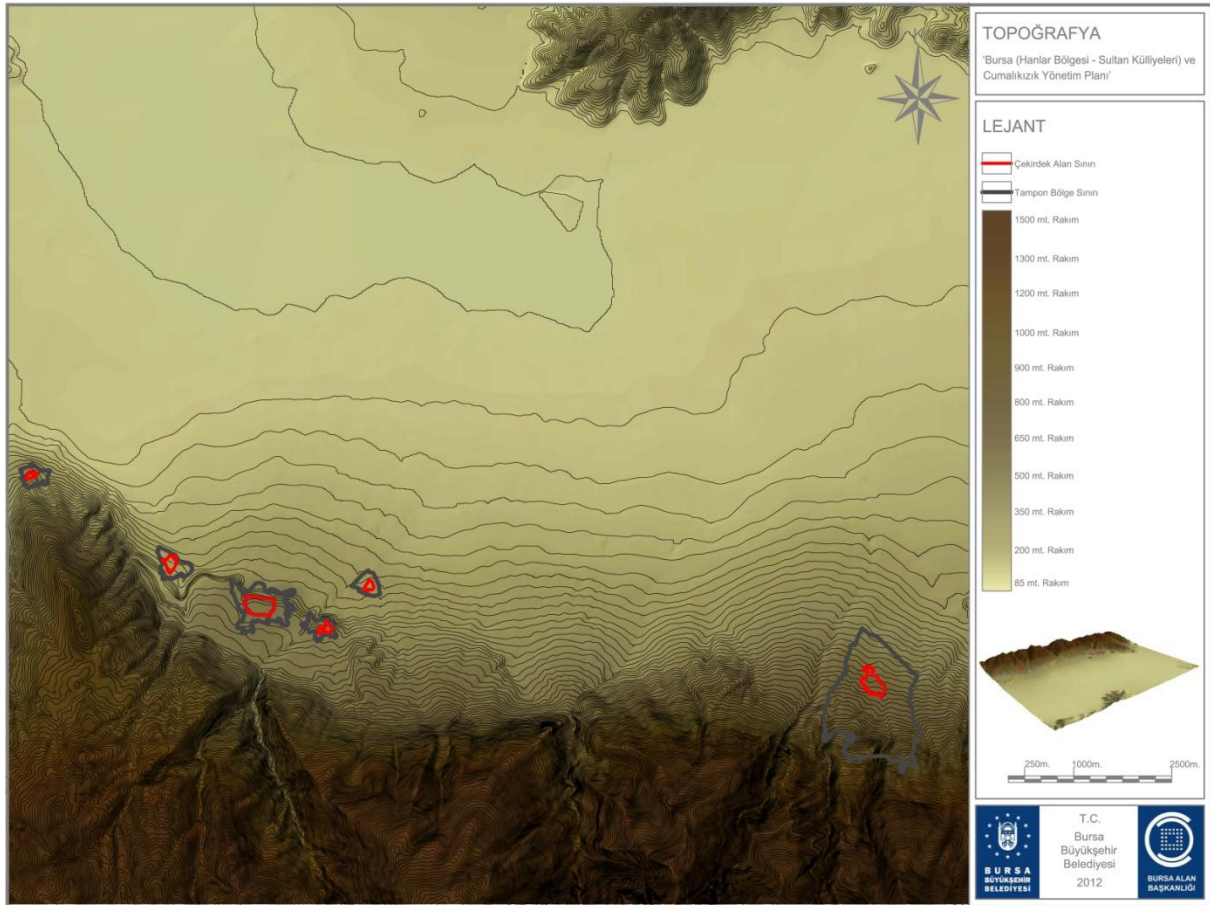 K
TOPOĞRAFYA
'Bursa (Hanlar Bölgesi - Sultan Külliyeleri) ve
Cumalıkızık Yönetim Planı'
LEJANT
Çekirdek Alan Sınırı
Tampon Bölge Sınırı
1500 mt. Rakım
1300 mt. Rakım
1200 mt. Rakım
1000 mt. Rakım
900 mt. Rakım
800 mt. Rakım
650 mt. Rakım
500 mt. Rakım
350 mt. Rakım
200 mt. Rakım
85 mt. Rakım
250m. 1000m. 2500m.
BURSA
BÜYÜKŞEHİR
BELEDİYESİ
T.C.
Bursa
Büyükşehir
Belediyesi
2012
BURSA ALAN
BAŞKANLIĞI